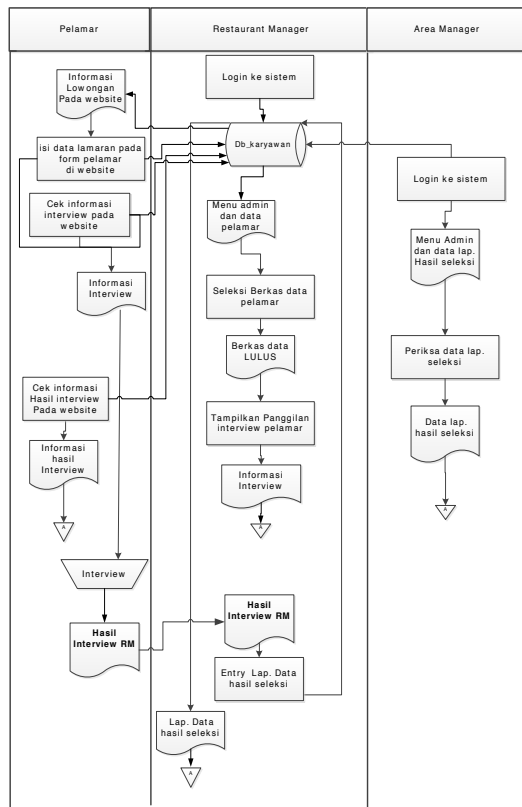 Pelamar
Restaurant Manager
Area Manager
Informasi
Lowongan
Pada website
isi data lamaran pada
form pelamar
di website
Cek informasi
interview pada
website
Informasi
Interview
Cek informasi
Hasil interview
Pada website
Informasi
hasil
Interview
A
Interview
Hasil
Interview RM
Login ke sistem
Db_karyawan
Menu admin
dan data
pelamar
Seleksi Berkas data
pelamar
Berkas data
LULUS
Tampilkan Panggilan
interview pelamar
Informasi
Interview
A
Hasil
Interview RM
Entry Lap. Data
hasil seleksi
Lap. Data
hasil seleksi
A
Login ke sistem
Menu Admin
dan data lap.
Hasil seleksi
Periksa data lap.
seleksi
Data lap.
hasil seleksi
A